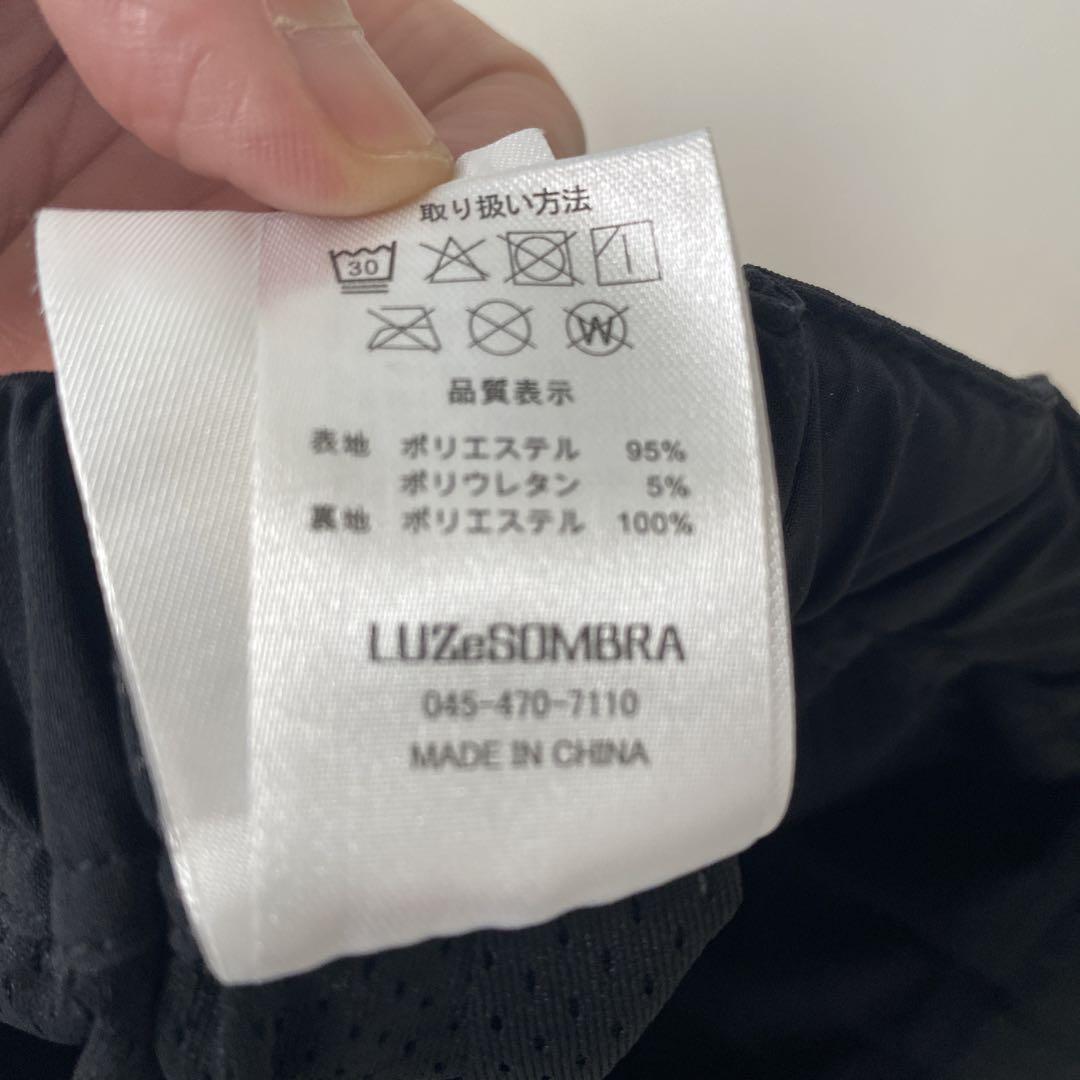 取り扱い方法
30
W
品質表示
表地 ポリエステル 95%
ポリウレタン 5%
裏地 ポリエステル 100%
LUZeSOMBRA
045-470-7110
MADE IN CHINA